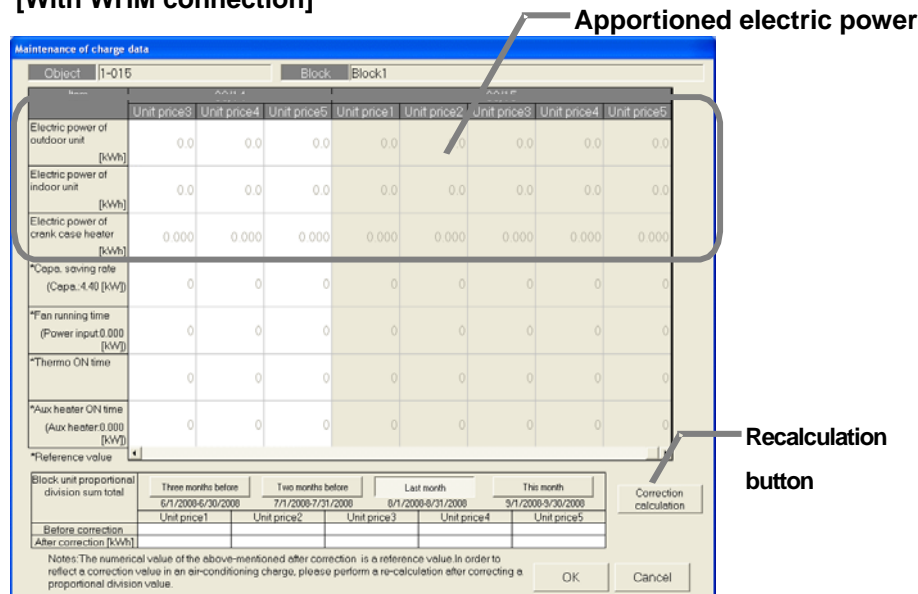 [With WHM connection]
Apportioned electric power
Maintenance of charge data
Object 1-015 Block Block1
Unit price3 Unit price4 Unit price5 Unit price1 Unit price2 Unit price3 Unit price4 Unit price5
Electric power of
outdoor unit
[kWh]
0.0 0.0 0.0 0.0 0.0 0.0 0.0
Electric power of
indoor unit
[kWh]
0.0 0.0 0.0 0.0 0.0 0.0 0.0 0.0
Electric power of
crank case heater
[kWh]
0.000 0.000 0.000 0.000 0.000 0.000 0.000 0.000
*Capa. saving rate
(Capa.:4.40 [kW])
0 0 0 0 0 0 0 0
*Fan running time
(Power input:0.000
[kW])
0 0 0 0 0 0 0 0
*Thermo ON time
0 0 0 0 0 0 0 0
*Aux heater ON time
(Aux heater:0.000
[kW])
0 0 0 0 0 0 0 0
*Reference value
Recalculation
button
Block unit proportional
division sum total
Three months before Two months before Last month This month
6/1/2008-6/30/2008 7/1/2008-7/31/2008 8/1/2008-8/31/2008 9/1/2008-9/30/2008
Unit price1 Unit price2 Unit price3 Unit price4 Unit price5
Before correction
After correction [kWh]
Correction
calculation
Notes:The numerical value of the above-mentioned after correction is a reference value.In order to
reflect a correction value in an air-conditioning charge, please perform a re-calculation after correcting a
proportional division value.
OK Cancel